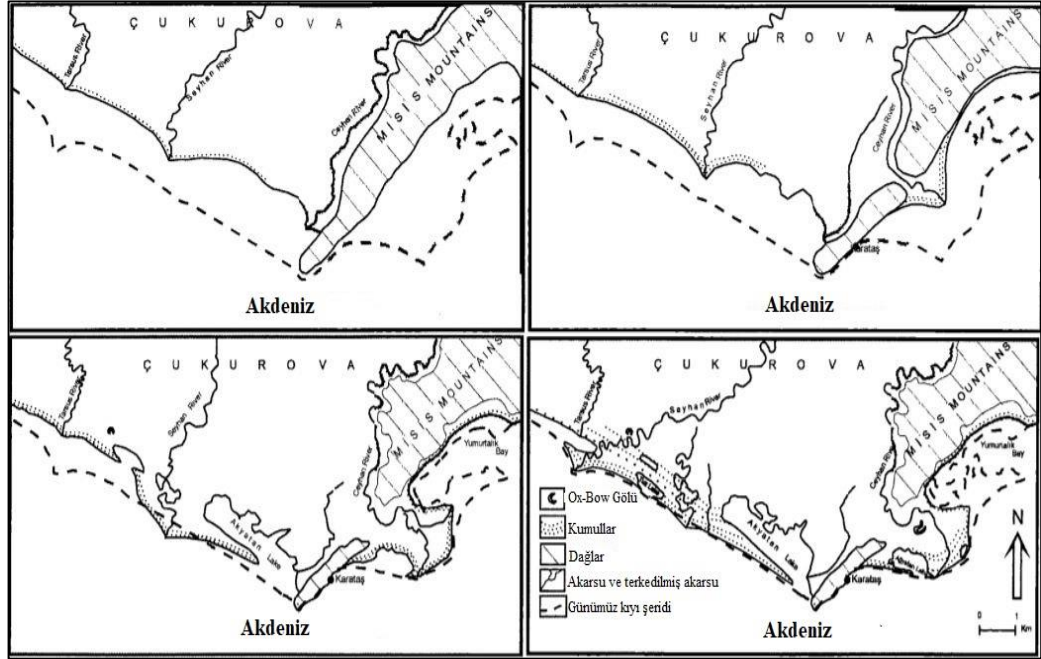 Ç U K U R O V A
Tarsus River
Seyhan River
Ceyhan River
MISIS MOUNTAINS
Akdeniz
Ç U K U R O V A
Tarsus River
Seyhan River
Ceyhan River
MISIS MOUNTAINS
Karataş
Akdeniz
Ç U K U R O V A
Tarsus River
Seyhan River
Ceyhan River
MISIS MOUNTAINS
Yumurtalık
Bay
Akyatan Lake
Karataş
Akdeniz
Ç U K U R O V A
Tarsus River
Seyhan River
Ceyhan River
MISIS MOUNTAINS
Yumurtalık
Bay
Akyatan Lake
Karataş
Ox-Bow Gölü
Kumullar
Dağlar
Akarsu ve terkedilmiş akarsu
Günümüz kıyı şeridi
N
0 1
Km
Akdeniz